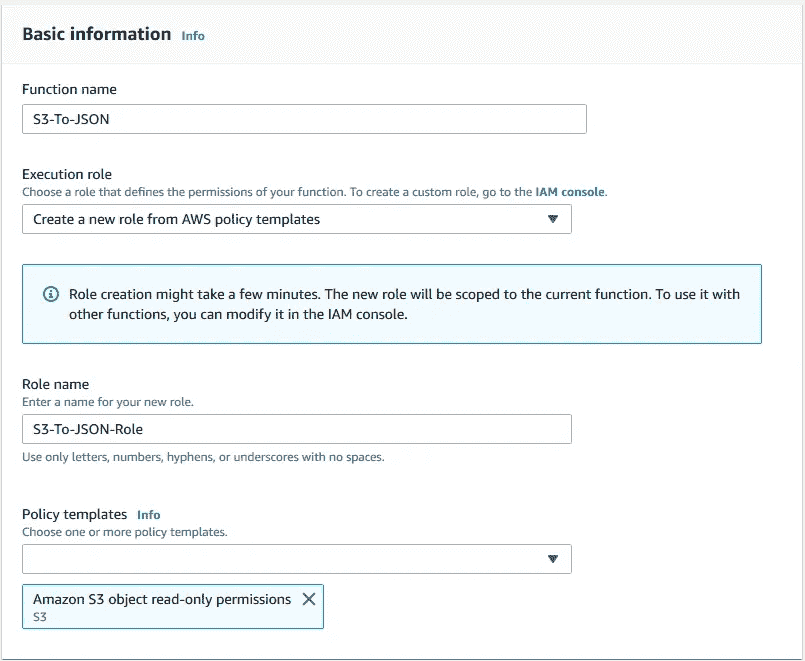 Basic information Info
Function name
S3-To-JSON
Execution role
Choose a role that defines the permissions of your function. To create a custom role, go to the IAM console.
Create a new role from AWS policy templates
Role creation might take a few minutes. The new role will be scoped to the current function. To use it with
other functions, you can modify it in the IAM console.
Role name
Enter a name for your new role.
S3-To-JSON-Role
Use only letters, numbers, hyphens, or underscores with no spaces.
Policy templates Info
Choose one or more policy templates.
Amazon S3 object read-only permissions
S3